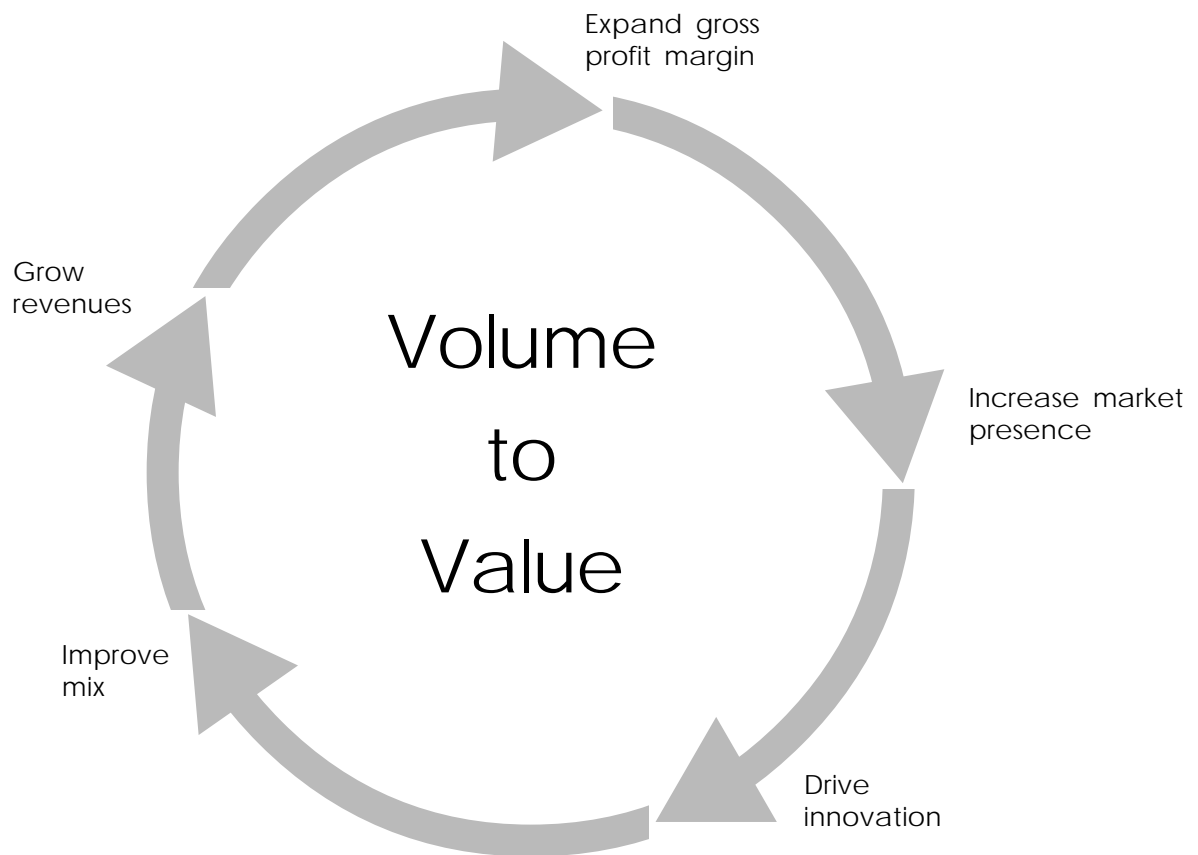 Expand gross
profit margin
Grow
revenues
Volume
to
Value
Increase market
presence
Improve
mix
Drive
innovation